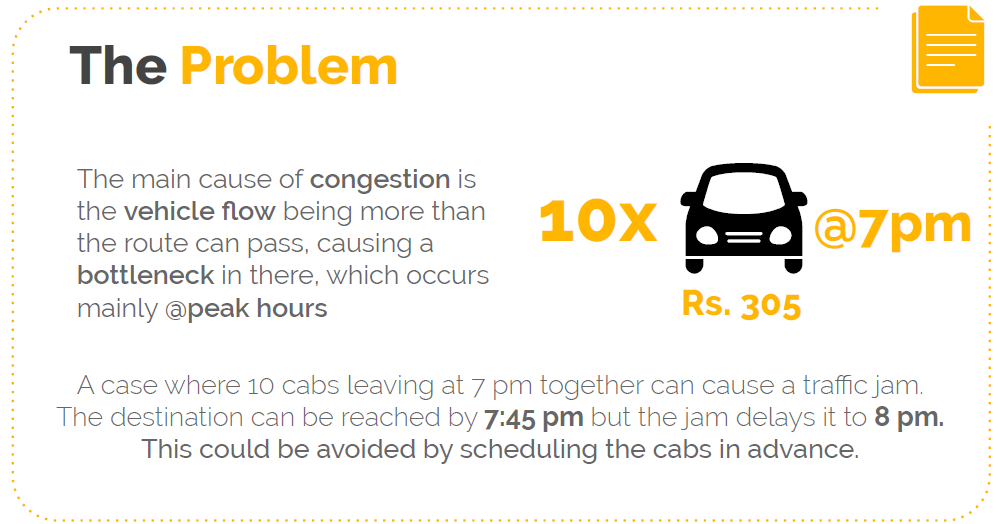 The Problem
The main cause of congestion is
the vehicle flow being more than
the route can pass, causing a
bottleneck in there, which occurs
mainly @peak hours
10x @7pm
Rs. 305
A case where 10 cabs leaving at 7 pm together can cause a traffic jam.
The destination can be reached by 7:45 pm but the jam delays it to 8 pm.
This could be avoided by scheduling the cabs in advance.